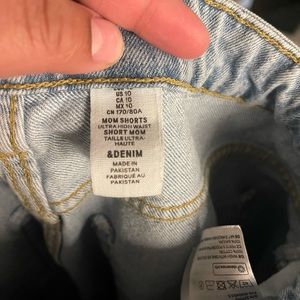 US 10
CA 10
MX 10
CN 170/80A
MOM SHORTS
ULTRA HIGH WAIST
SHORT MOM
TAILLE ULTRA-
HAUTE
&DENIM
MADE IN
PAKISTAN
FABRIQUÉ AU
PAKISTAN